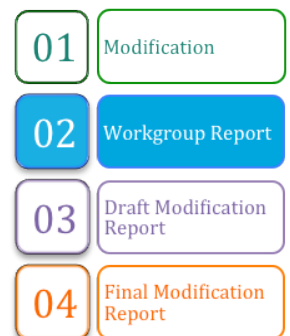 01
Modification
02
Workgroup Report
03
Draft Modification
Report
04
Final Modification
Report